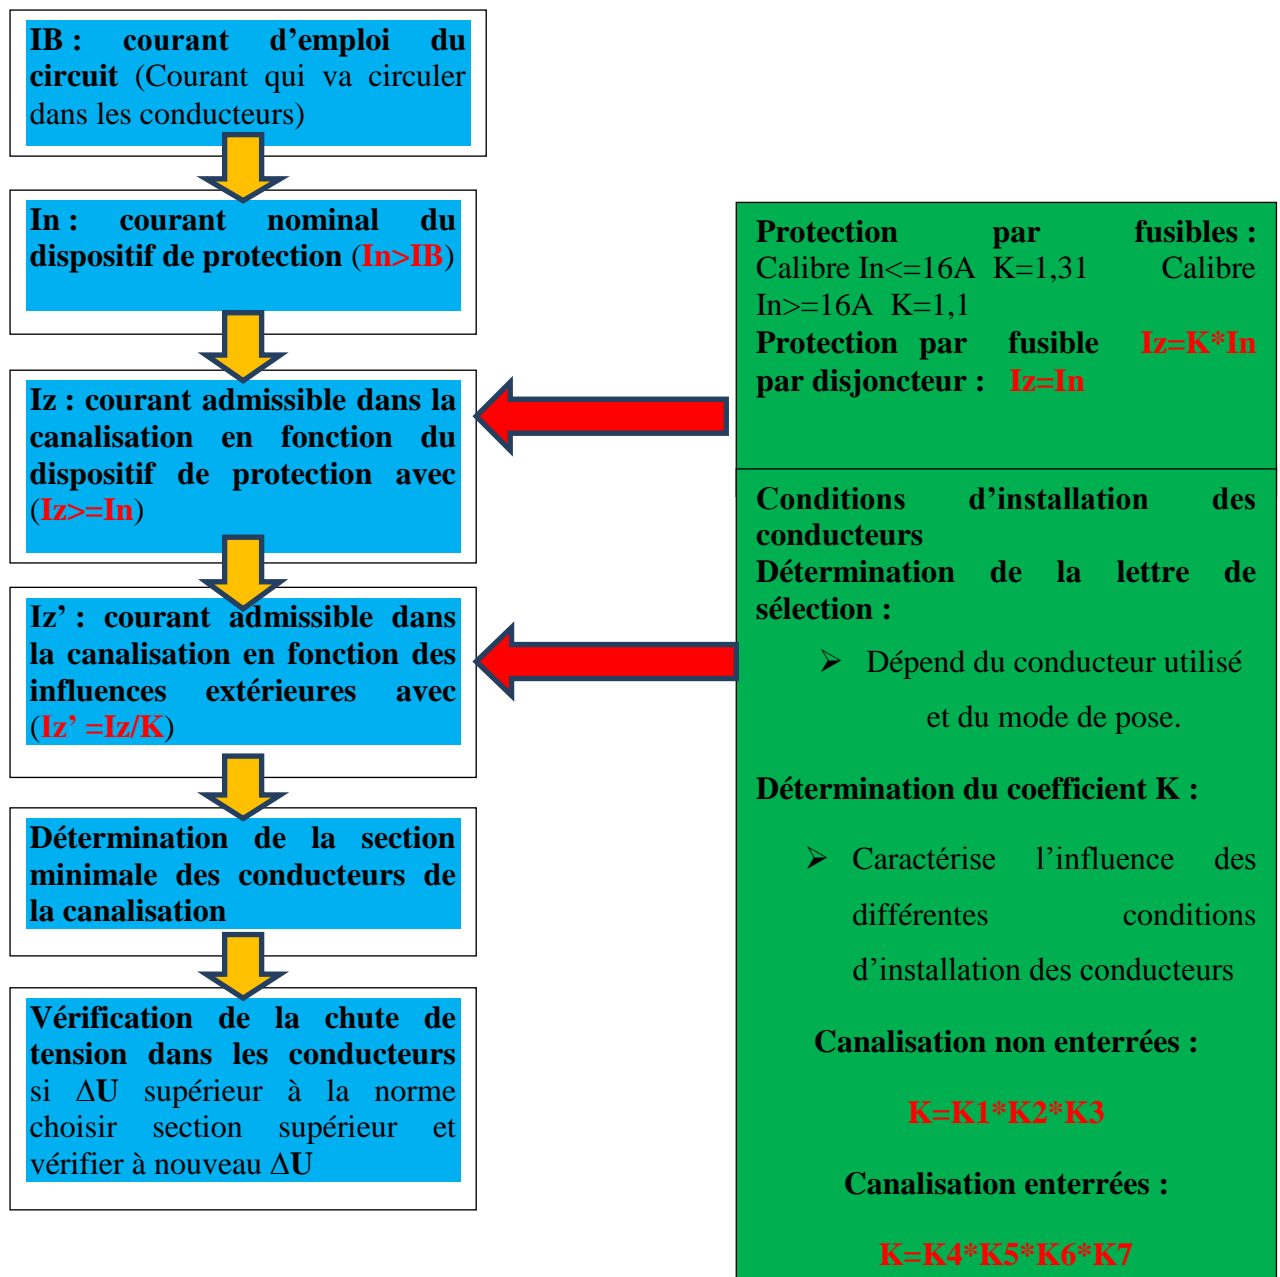 IB : courant d’emploi du
circuit (Courant qui va circuler
dans les conducteurs)
In : courant nominal du
dispositif de protection (In>IB)
Iz : courant admissible dans la
canalisation en fonction du
dispositif de protection avec
(Iz>=In)
Iz’ : courant admissible dans
la canalisation en fonction des
influences extérieures avec
(Iz’ =Iz/K)
Détermination de la section
minimale des conducteurs de
la canalisation
Vérification de la chute de
tension dans les conducteurs
si ∆U supérieur à la norme
choisir section supérieur et
vérifier à nouveau ∆U
Protection par fusibles :
Calibre In<=16A K=1,31 Calibre
In>=16A K=1,1
Protection par fusible Iz=K*In
par disjoncteur : Iz=In
Conditions d’installation des
conducteurs
Détermination de la lettre de
sélection :
➢ Dépend du conducteur utilisé
et du mode de pose.
Détermination du coefficient K :
➢ Caractérise l’influence des
différentes conditions
d’installation des conducteurs
Canalisation non enterrées :
K=K1*K2*K3
Canalisation enterrées :
K=K4*K5*K6*K7